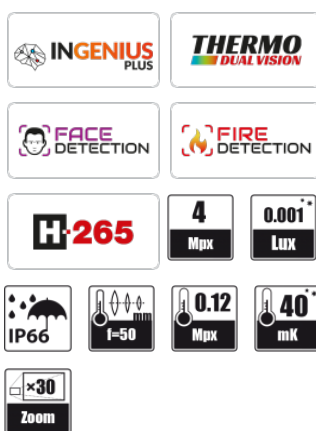 INGENIUS
PLUS
THERMO
DUAL VISION
FACE
DETECTION
FIRE
DETECTION
H·265
4
Mpx
0.001**
Lux
IP66
mm
f=50
0.12
Mpx
40**
mK
×30
Zoom